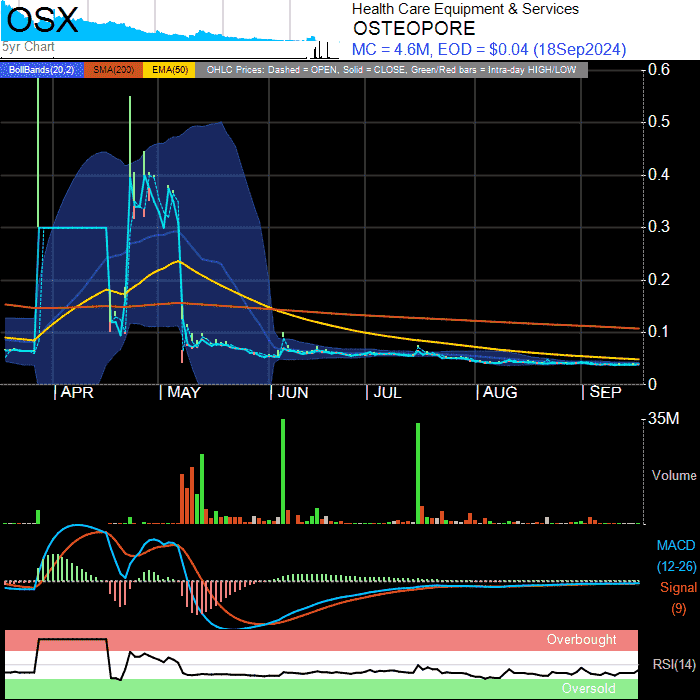 OSX
5yr Chart
Health Care Equipment & Services
OSTEOPORE
MC = 4.6M, EOD = $0.04 (18Sep2024)
BollBands(20,2) SMA(200) EMA(50) OHLC Prices: Dashed = OPEN, Solid = CLOSE, Green/Red bars = Intra-day HIGH/LOW
0.6
0.5
0.4
0.3
0.2
0.1
0
APR MAY JUN JUL AUG SEP
35M
Volume
MACD
(12-26)
Signal
(9)
Overbought
RSI(14)
Oversold